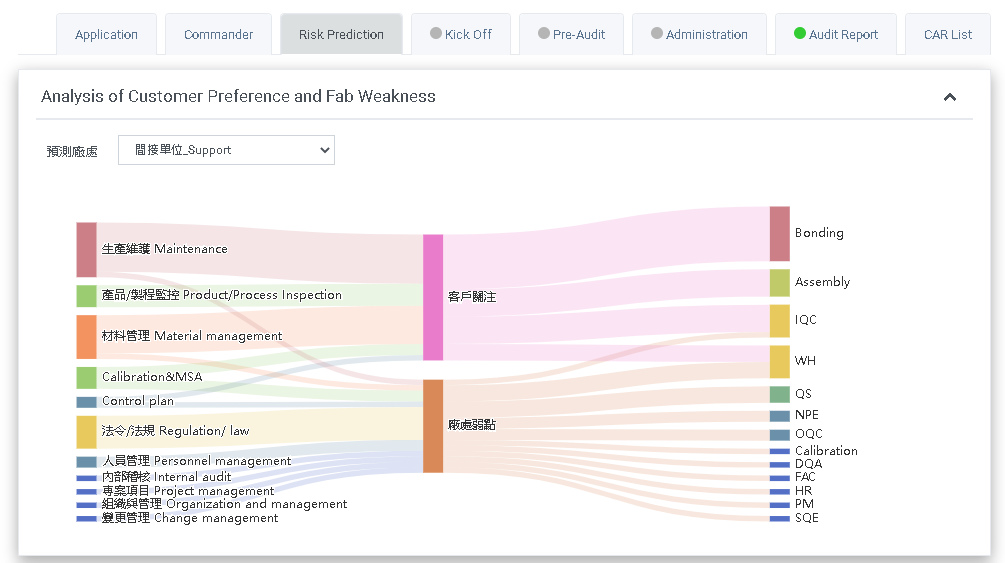 Application
Commander
Risk Prediction
Kick Off
Pre-Audit
Administration
Audit Report
CAR List
Analysis of Customer Preference and Fab Weakness
預測廠處
間接單位_Support
生產維護 Maintenance
產品/製程監控 Product/Process Inspection
材料管理 Material management
Calibration&MSA
Control plan
法令/法規 Regulation/ law
人員管理 Personnel management
內部稽核 Internal audit
專案項目 Project management
組織與管理 Organization and management
變更管理 Change management
客戶關注
廠處弱點
Bonding
Assembly
IQC
WH
QS
NPE
OQC
Calibration
DQA
FAC
HR
PM
SQE